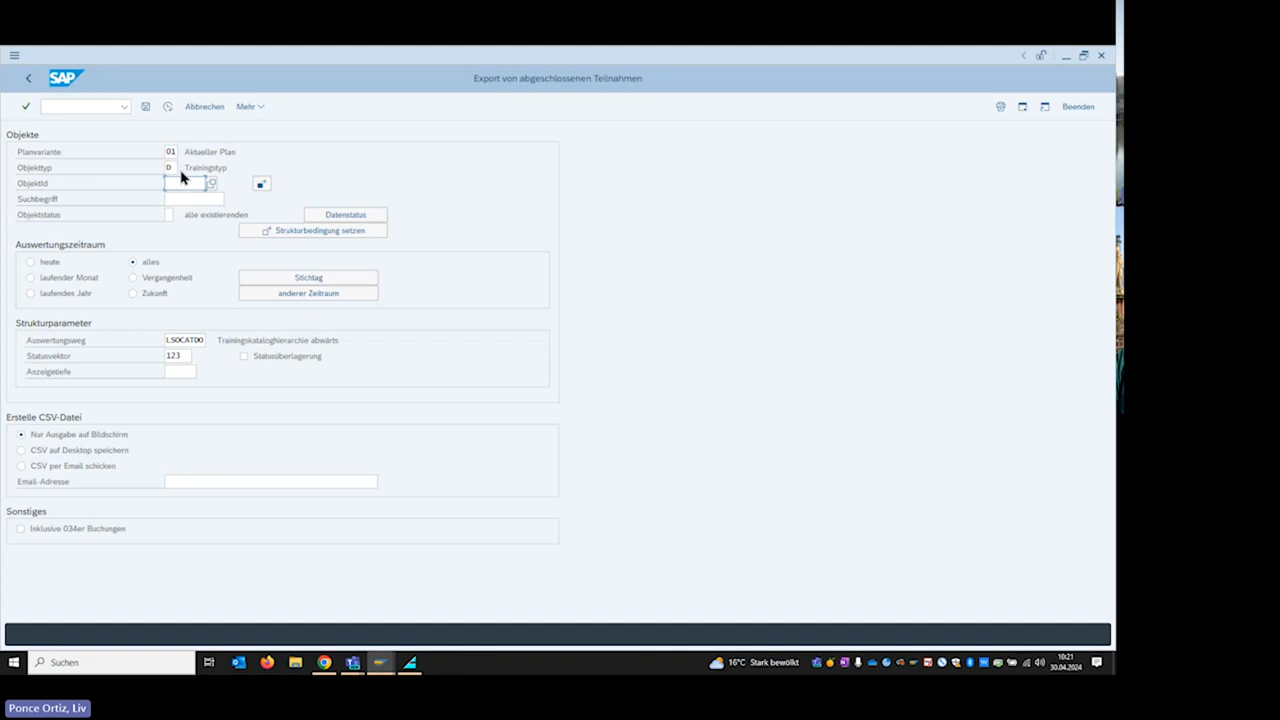 SAP
Export von abgeschlossenen Teilnahmen
Abbrechen Mehr Beenden
Objekte
Planvariante 01 Aktueller Plan
Objekttyp D Trainingstyp
ObjektId
Suchbegriff
Objektstatus alle existierenden Datenstatus
Strukturbedingung setzen
Auswertungszeitraum
heute alles
laufender Monat Vergangenheit Stichtag
laufendes Jahr Zukunft anderer Zeitraum
Strukturparameter
Auswertungsweg LSOCATDO Trainingskataloghierarchie abwärts
Statusvektor 123 Statusüberlagerung
Anzeigetiefe
Erstelle CSV-Datei
Nur Ausgabe auf Bildschirm
CSV auf Desktop speichern
CSV per Email schicken
Email-Adresse
Sonstiges
Inklusive 034er Buchungen
Suchen 16°C Stark bewölkt 10:21
30.04.2024
Ponce Ortiz, Liv